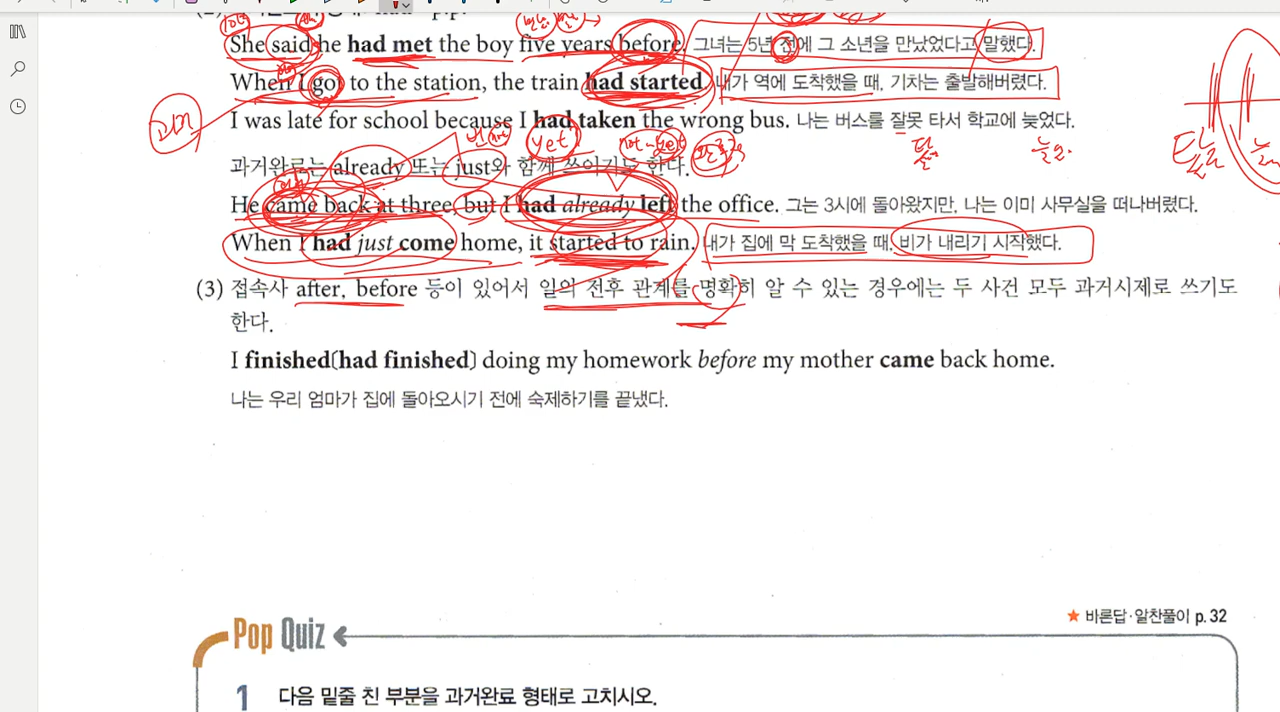 She said he had met the boy five years before. 그녀는 5년 전에 그 소년을 만났었다고 말했다.
When I got to the station, the train had started. 내가 역에 도착했을 때, 기차는 출발해버렸다.
I was late for school because I had taken the wrong bus. 나는 버스를 잘못 타서 학교에 늦었다.
yet not yet
과거완료는 already 또는 just와 함께 쓰이기도 한다.
He came back at three, but I had already left the office. 그는 3시에 돌아왔지만, 나는 이미 사무실을 떠나버렸다.
When I had just come home, it started to rain. 내가 집에 막 도착했을 때, 비가 내리기 시작했다.
(3) 접속사 after, before 등이 있어서 일의 전후 관계를 명확히 알 수 있는 경우에는 두 사건 모두 과거시제로 쓰기도
한다.
I finished(had finished) doing my homework before my mother came back home.
나는 우리 엄마가 집에 돌아오시기 전에 숙제하기를 끝냈다.
★ 바른답·알찬풀이 p. 32
Pop Quiz
1 다음 밑줄 친 부분을 과거완료 형태로 고치시오.